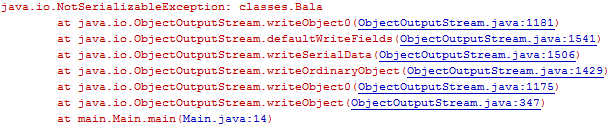 java.io.NotSerializableException: classes.Bala
at java.io.ObjectOutputStream.writeObject0(ObjectOutputStream.java:1181)
at java.io.ObjectOutputStream.defaultWriteFields(ObjectOutputStream.java:1541)
at java.io.ObjectOutputStream.writeSerialData(ObjectOutputStream.java:1506)
at java.io.ObjectOutputStream.writeOrdinaryObject(ObjectOutputStream.java:1429)
at java.io.ObjectOutputStream.writeObject0(ObjectOutputStream.java:1175)
at java.io.ObjectOutputStream.writeObject(ObjectOutputStream.java:347)
at main.Main.main(Main.java:14)